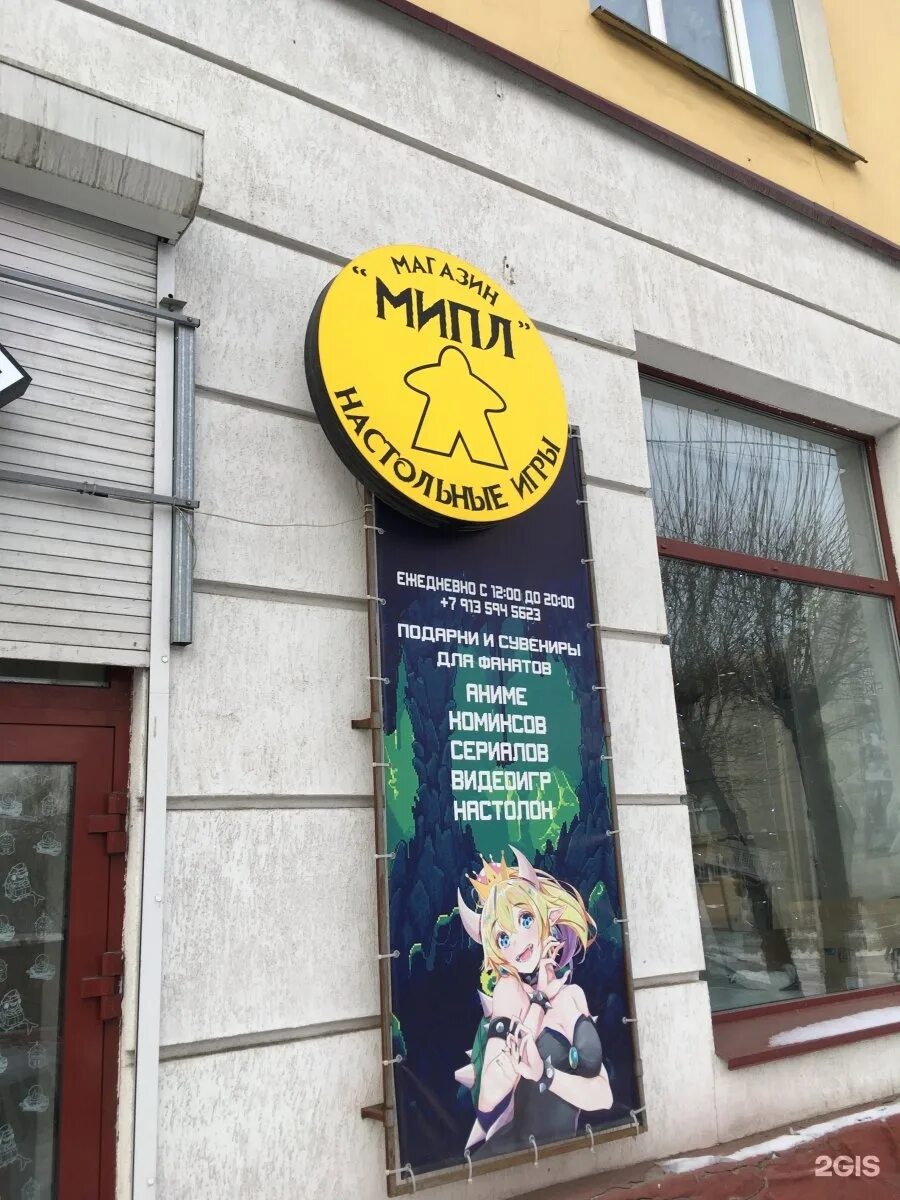 МАГАЗИН
"МИПЛ"
НАСТОЛЬНЫЕ ИГРЫ
ЕЖЕДНЕВНО С 12:00 ДО 20:00
+7 913 594 5623
ПОДАРКИ И СУВЕНИРЫ
ДЛЯ ФАНАТОВ
АНИМЕ
КОМИКСОВ
СЕРИАЛОВ
ВИДЕОИГР
НАСТОЛОК
2GIS